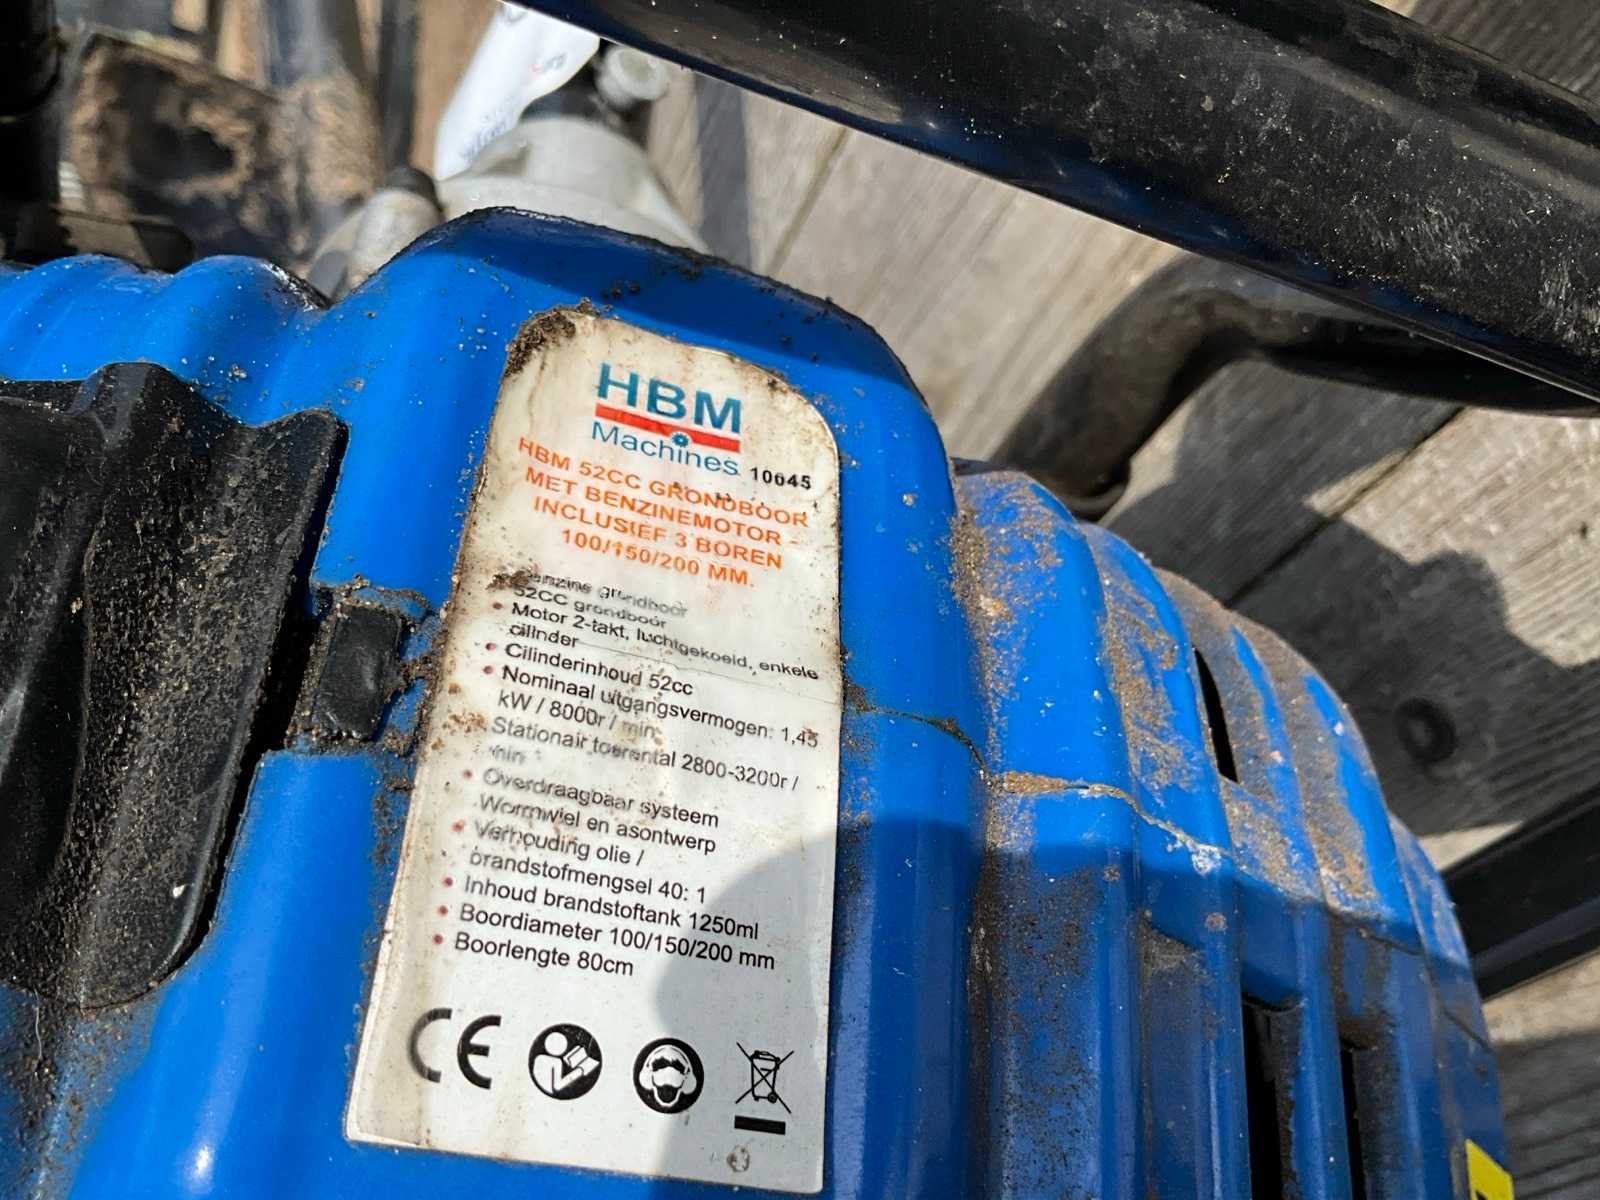 HBM
Machines 10045
HBM 52CC GRONDBOOR
MET BENZINEMOTOR -
INCLUSIEF 3 BOREN
100/150/200 MM.
Benzine grondboor
52CC grondboor
• Motor 2-takt, luchtgekoeld, enkele
cilinder
• Cilinderinhoud 52cc
• Nominaal uitgangsvermogen: 1,45
kW / 8000r / min
Stationair toerental 2800-3200r /
min
• Overdraagbaar systeem
Wormwiel en asontwerp
• Verhouding olie /
brandstofmengsel 40: 1
• Inhoud brandstoftank 1250ml
• Boordiameter 100/150/200 mm
• Boorlengte 80cm
CE